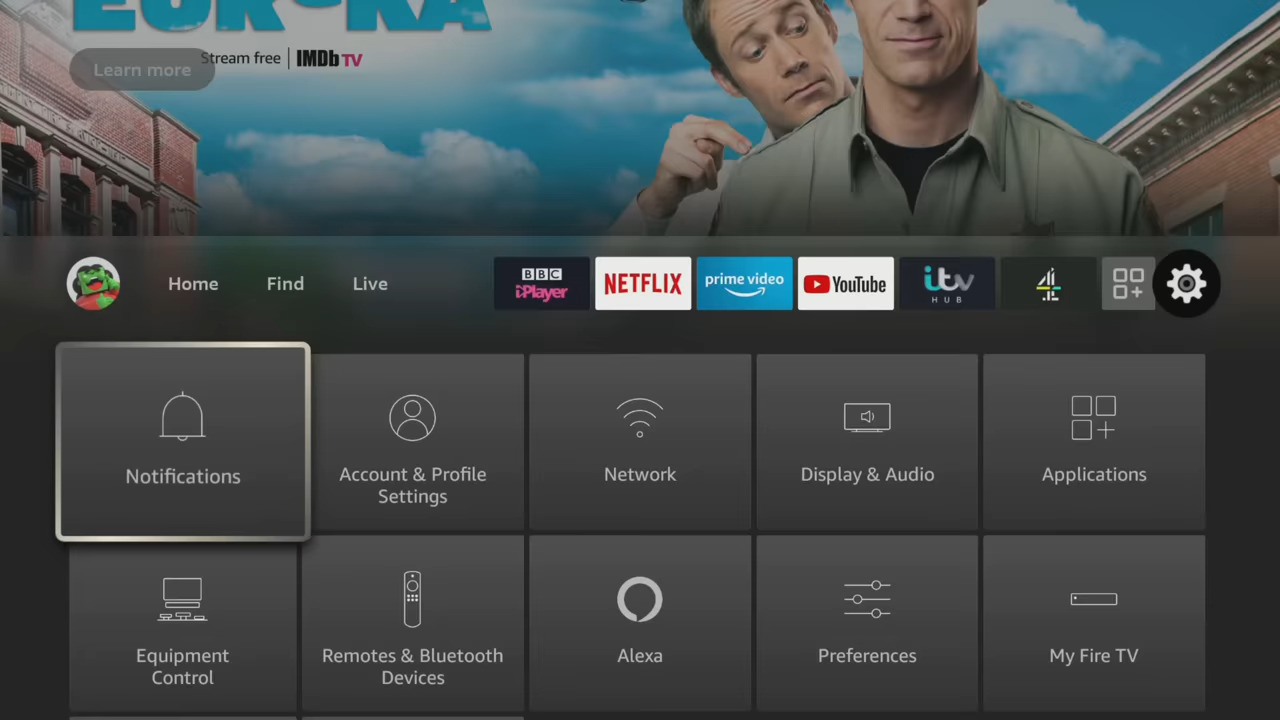 EUREKA
Learn more
Stream free | IMDb TV
Home
Find
Live
BBC
iPlayer
NETFLIX
prime video
YouTube
itv
HUB
4
Notifications
Account & Profile
Settings
Network
Display & Audio
Applications
Equipment
Control
Remotes & Bluetooth
Devices
Alexa
Preferences
My Fire TV